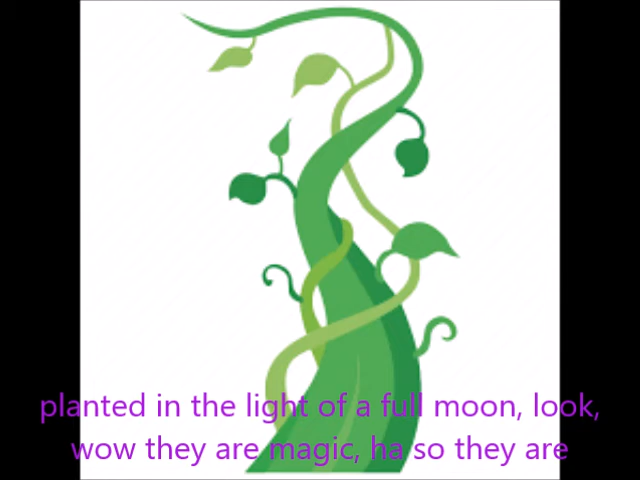 planted in the light of a full moon, look,
wow they are magic, ha so they are